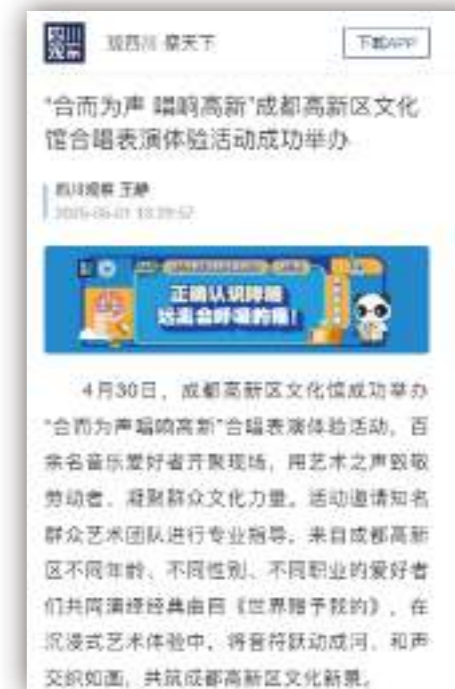 四川观察
观四川 察天下
下载APP
“合而为声 唱响高新”成都高新区文化
馆合唱表演体验活动成功举办
四川观察 王静
正确认识哮喘
远离会呼吸的痛！
4月30日，成都高新区文化馆成功举办
“合而为声唱响高新”合唱表演体验活动。百
余名音乐爱好者齐聚现场，用艺术之声致敬
劳动者、凝聚群众文化力量。活动邀请知名
群众艺术团队进行专业指导，来自成都高新
区不同年龄、不同性别、不同职业的爱好者
们共同演绎经典曲目《世界赠予我的》，在
沉浸式艺术体验中，将音符跃动成河，和声
交织如画，共筑成都高新区文化新景。